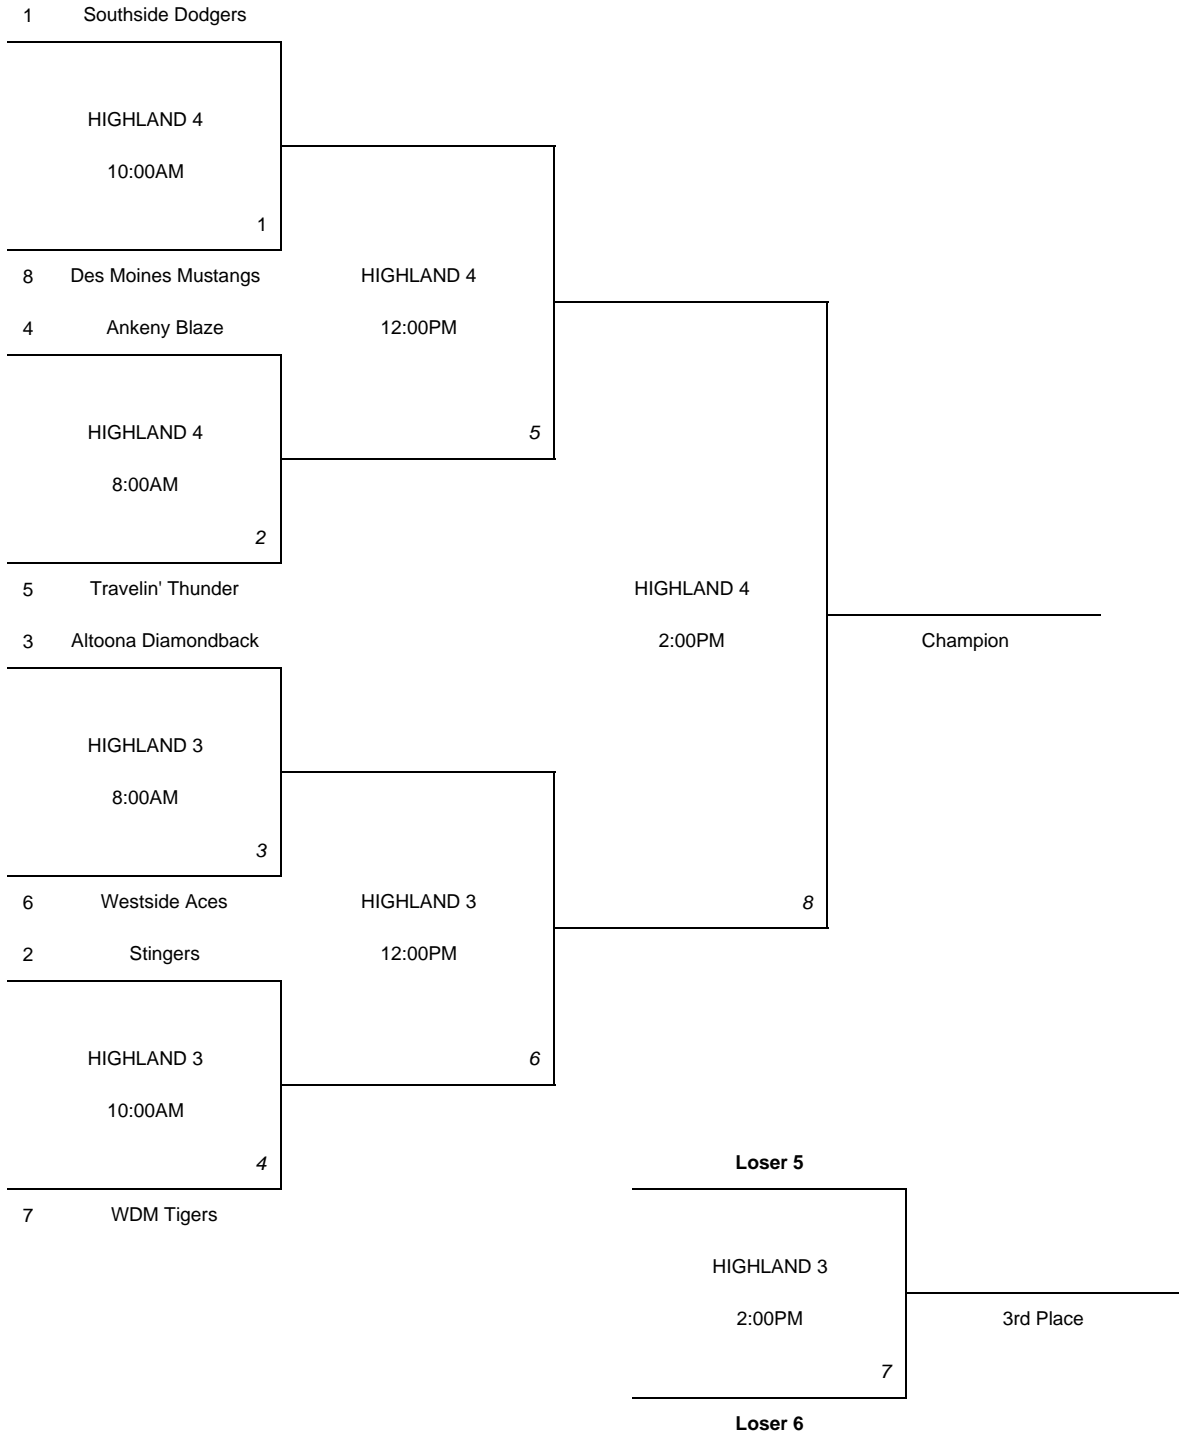 1 Southside Dodgers
HIGHLAND 4
10:00AM
1
8 Des Moines Mustangs
HIGHLAND 4
4 Ankeny Blaze
12:00PM
HIGHLAND 4
5
8:00AM
2
5 Travelin' Thunder
HIGHLAND 4
3 Altoona Diamondback
2:00PM
Champion
HIGHLAND 3
8:00AM
3
6 Westside Aces
HIGHLAND 3
8
2 Stingers
12:00PM
HIGHLAND 3
6
10:00AM
4
Loser 5
7 WDM Tigers
HIGHLAND 3
2:00PM
3rd Place
7
Loser 6